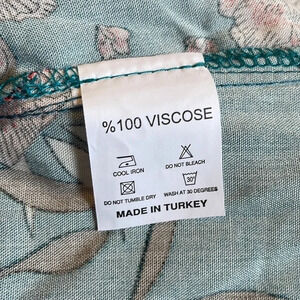 %100 VISCOSE
COOL IRON
DO NOT BLEACH
30°
DO NOT TUMBLE DRY
WASH AT 30 DEGREES
MADE IN TURKEY